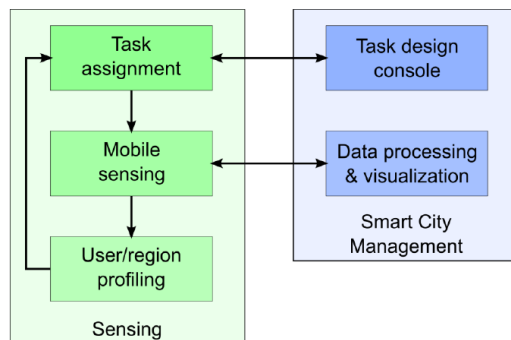 Task
assignment
Task design
console
Mobile
sensing
Data processing
& visualization
User/region
profiling
Smart City
Management
Sensing